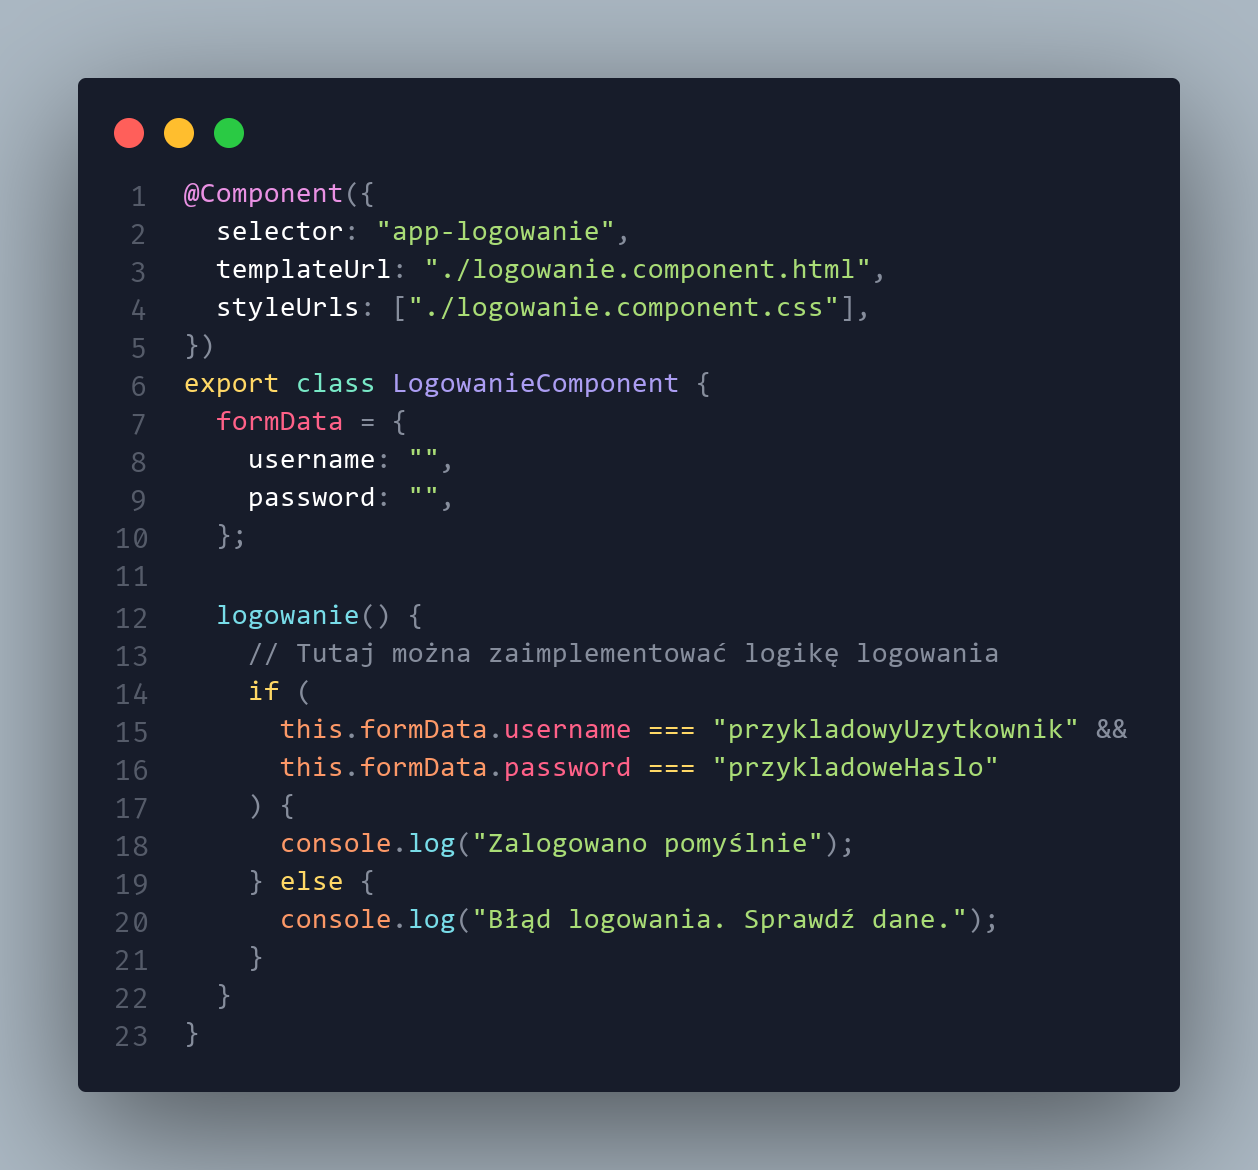 1 @Component({
2   selector: "app-logowanie",
3   templateUrl: "./logowanie.component.html",
4   styleUrls: ["./logowanie.component.css"],
5 })
6 export class LogowanieComponent {
7   formData = {
8     username: "",
9     password: "",
10   };
11
12   logowanie() {
13     // Tutaj można zaimplementować logikę logowania
14     if (
15       this.formData.username === "przykladowyUzytkownik" &&
16       this.formData.password === "przykladoweHaslo"
17     ) {
18       console.log("Zalogowano pomyślnie");
19     } else {
20       console.log("Błąd logowania. Sprawdź dane.");
21     }
22   }
23 }